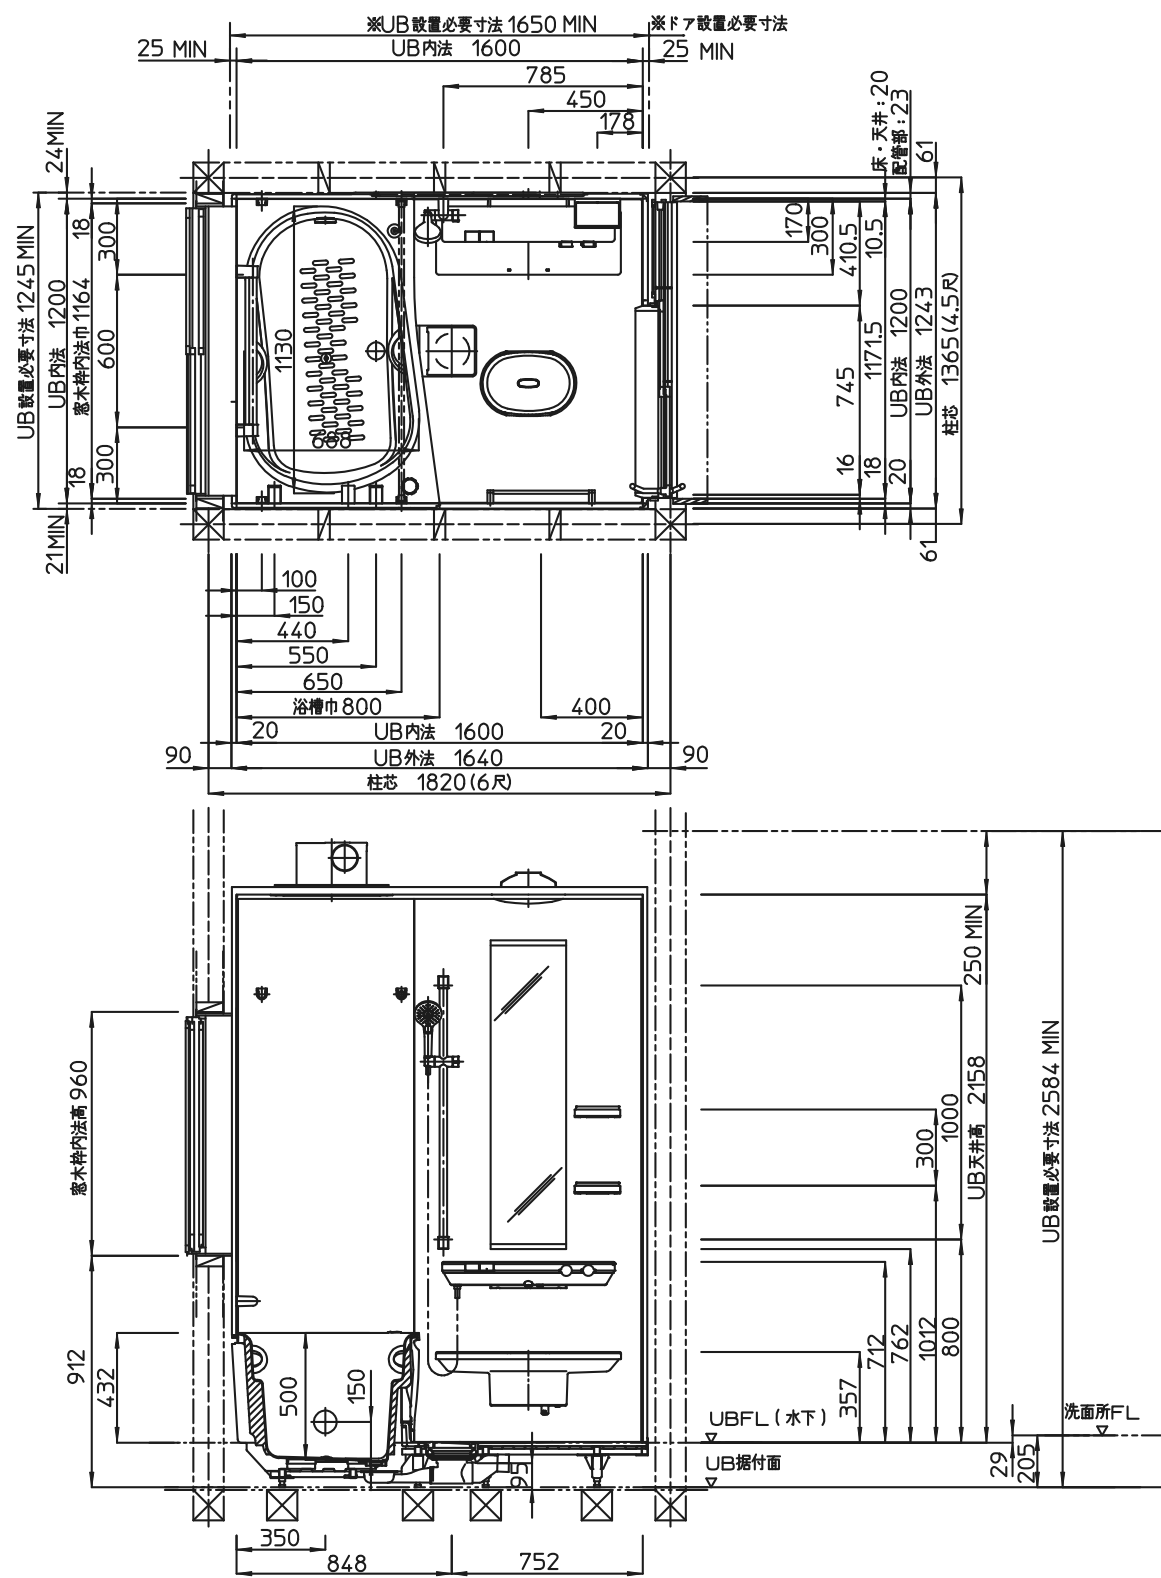 ※UB設置必要寸法 1650 MIN
※ドア設置必要寸法
25 MIN
UB内法 1600
25 MIN
785
450
178
床・天井：20
配管部：23
24MIN
61
UB設置必要寸法 1245 MIN
UB内法 1200
窓木枠内法巾 1164
18
300
600
300
18
21MIN
1130
688
170
300
410.5
10.5
745
1171.5
UB内法 1200
UB外法 1243
柱芯 1365(4.5尺)
16
18
20
61
100
150
440
550
650
浴槽巾 800
400
20
UB内法 1600
20
90
UB外法 1640
90
柱芯 1820(6尺)
250 MIN
窓木枠内法高 960
1000
UB天井高 2158
UB設置必要寸法 2584 MIN
300
912
432
500
150
357
712
762
1012
800
UBFL(水下)
洗面所FL
UB据付面
95
29
205
350
848
752